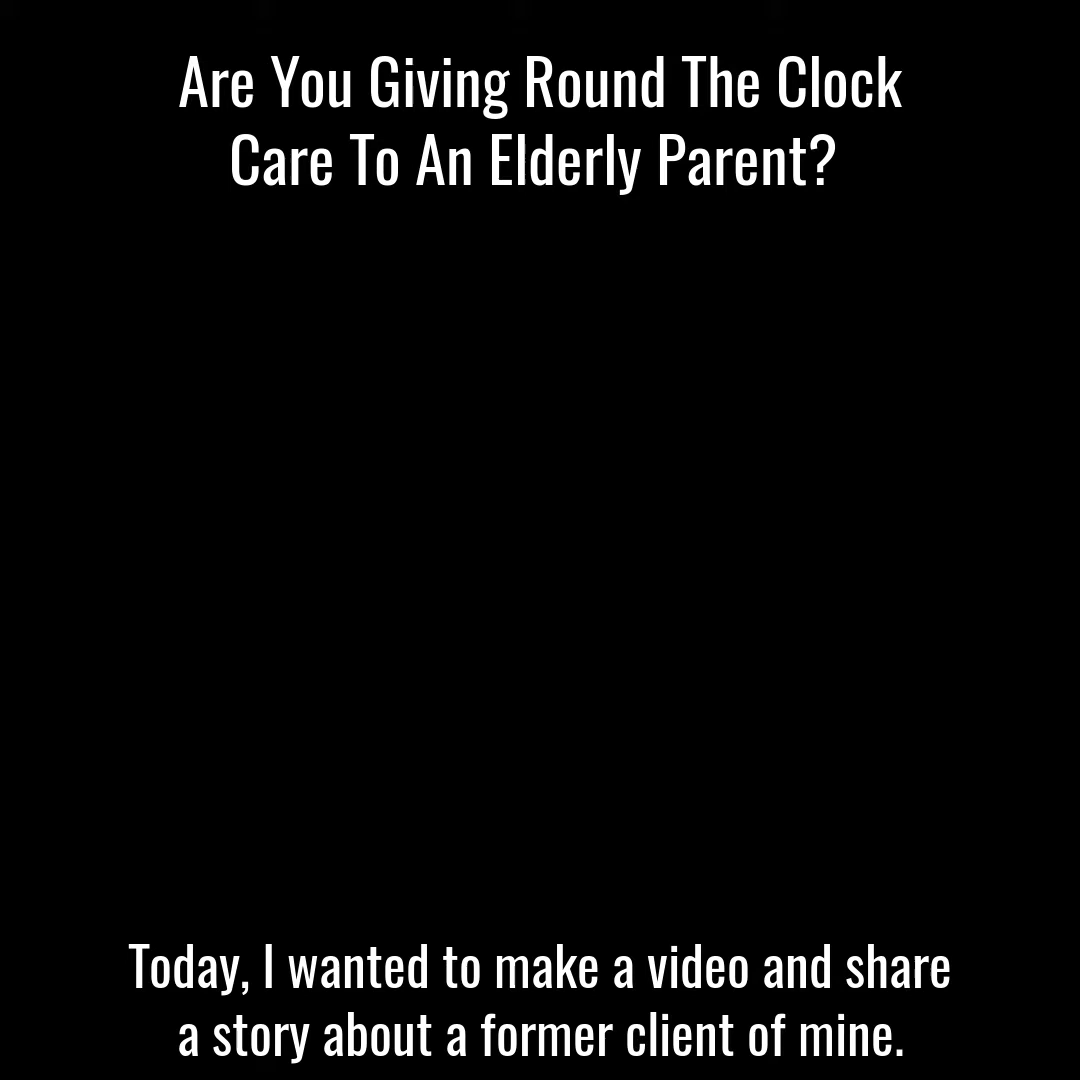 Are You Giving Round The Clock
Care To An Elderly Parent?
Today, I wanted to make a video and share
a story about a former client of mine.